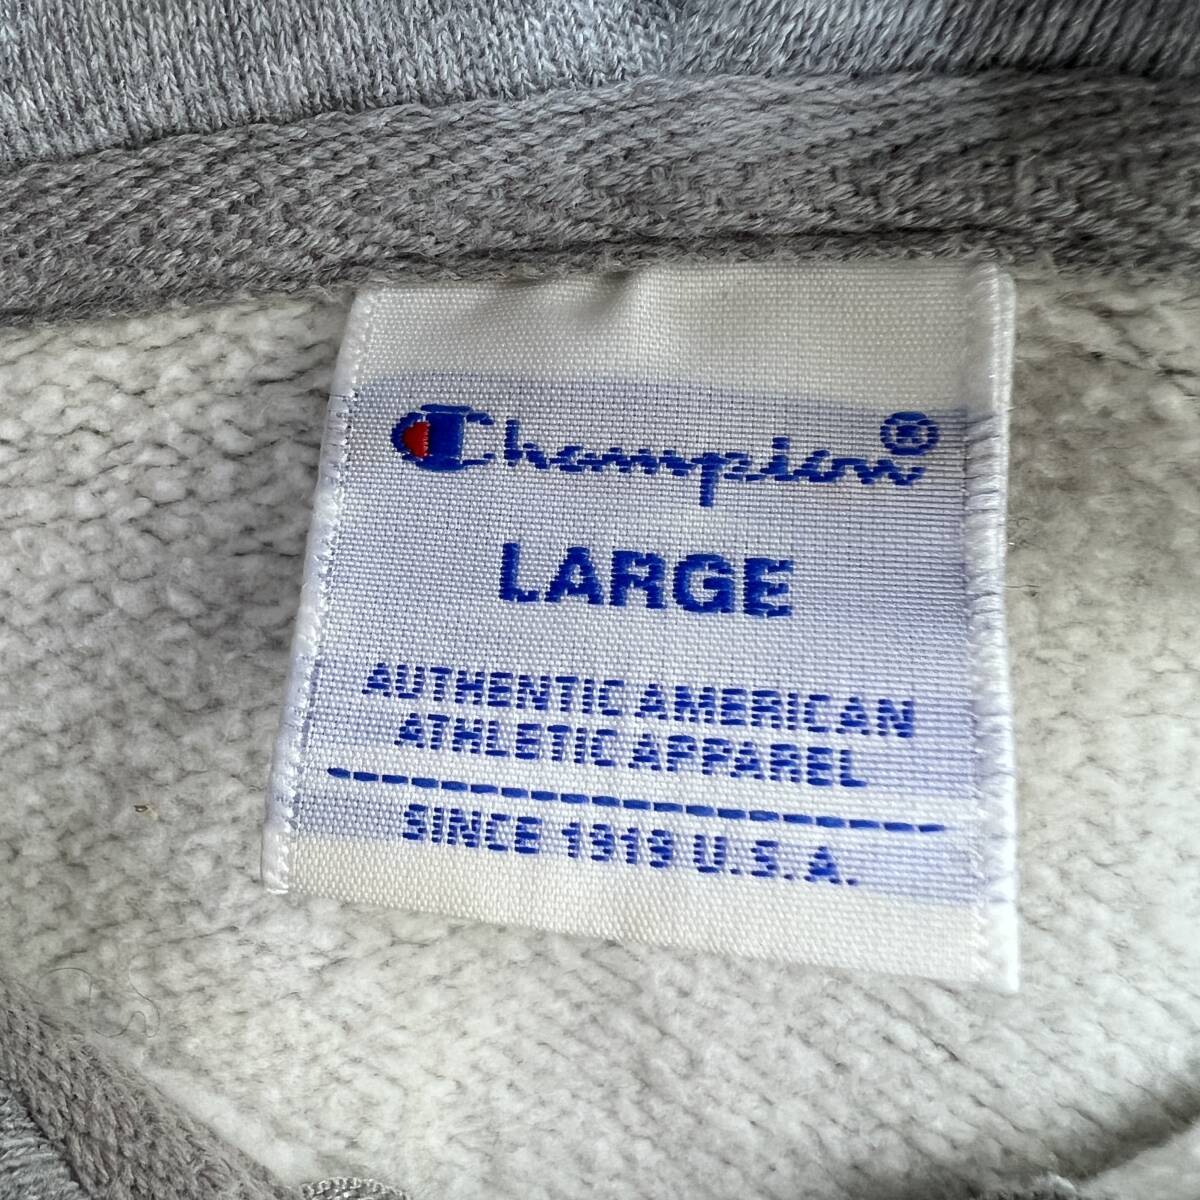 Champion®
LARGE
AUTHENTIC AMERICAN
ATHLETIC APPAREL
SINCE 1919 U.S.A.